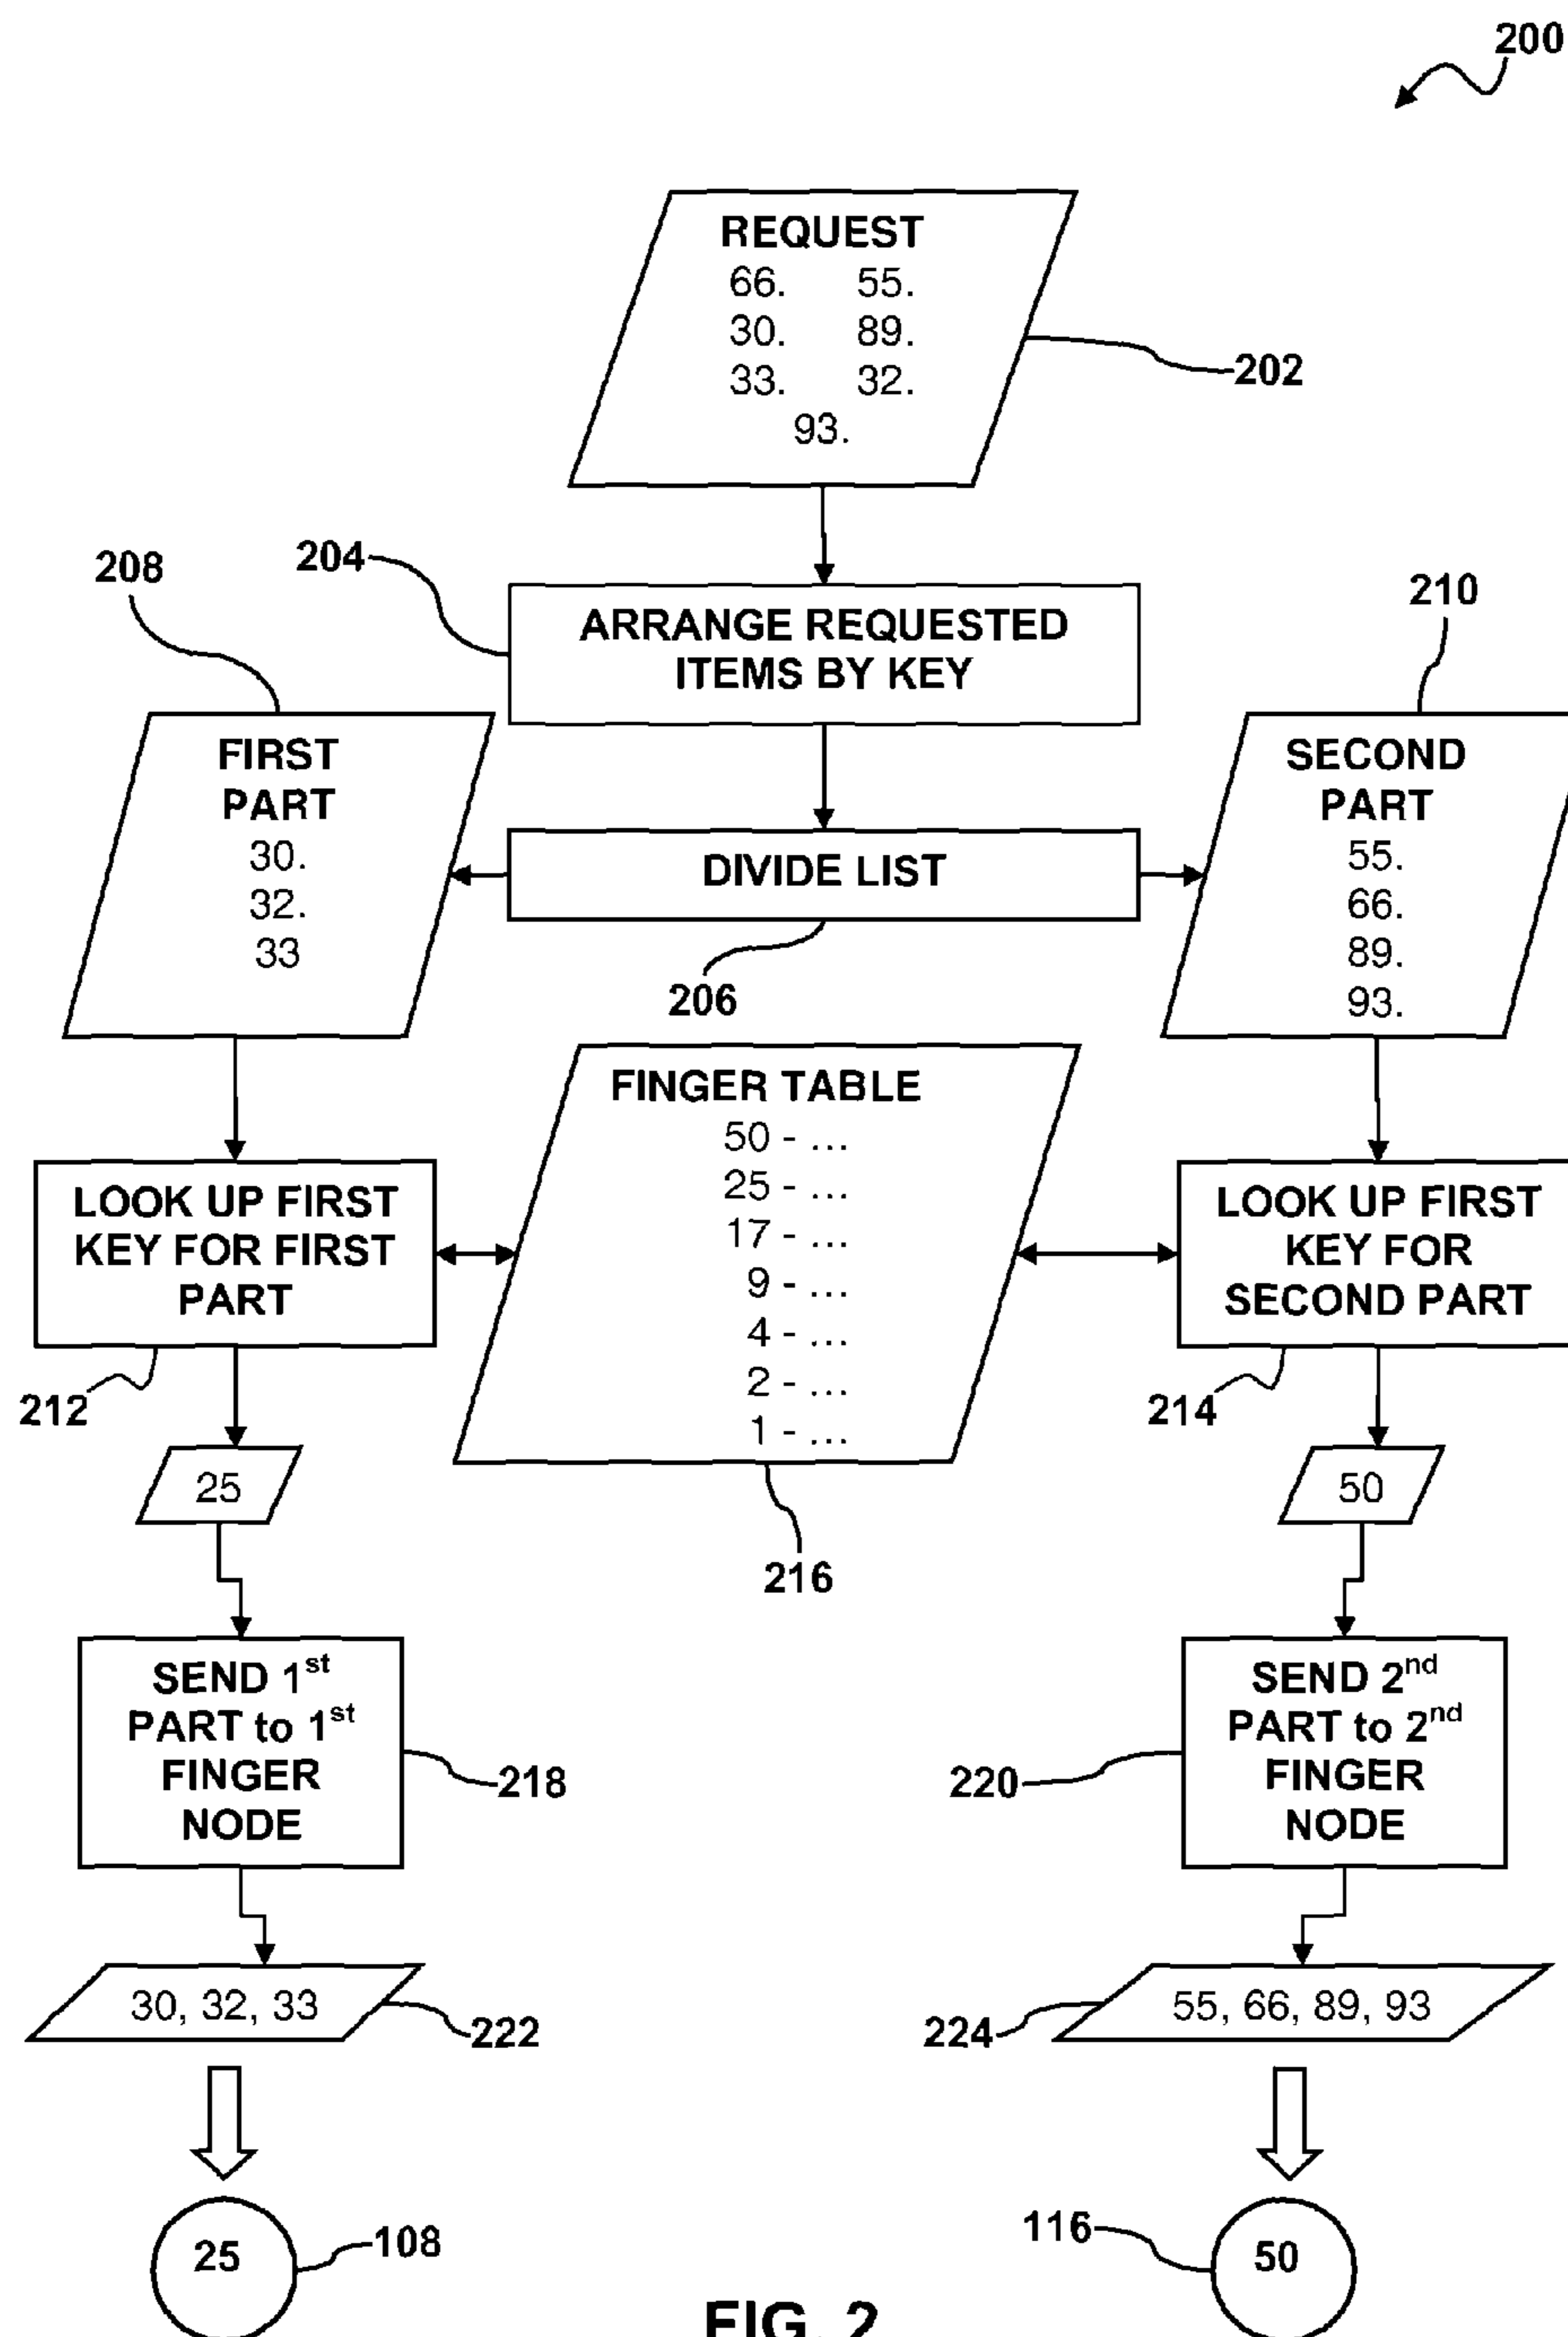 200
REQUEST
66. 55.
30. 89.
33. 32.
93.
202
204
ARRANGE REQUESTED
ITEMS BY KEY
208
FIRST
PART
30.
32.
33
DIVIDE LIST
206
210
SECOND
PART
55.
66.
89.
93.
FINGER TABLE
50 - ...
25 - ...
17 - ...
9 - ...
4 - ...
2 - ...
1 - ...
216
LOOK UP FIRST
KEY FOR FIRST
PART
212
LOOK UP FIRST
KEY FOR
SECOND PART
214
25
50
SEND 1st
PART to 1st
FINGER
NODE
218
SEND 2nd
PART to 2nd
FINGER
NODE
220
30, 32, 33
222
55, 66, 89, 93
224
25
108
50
116
FIG. 2